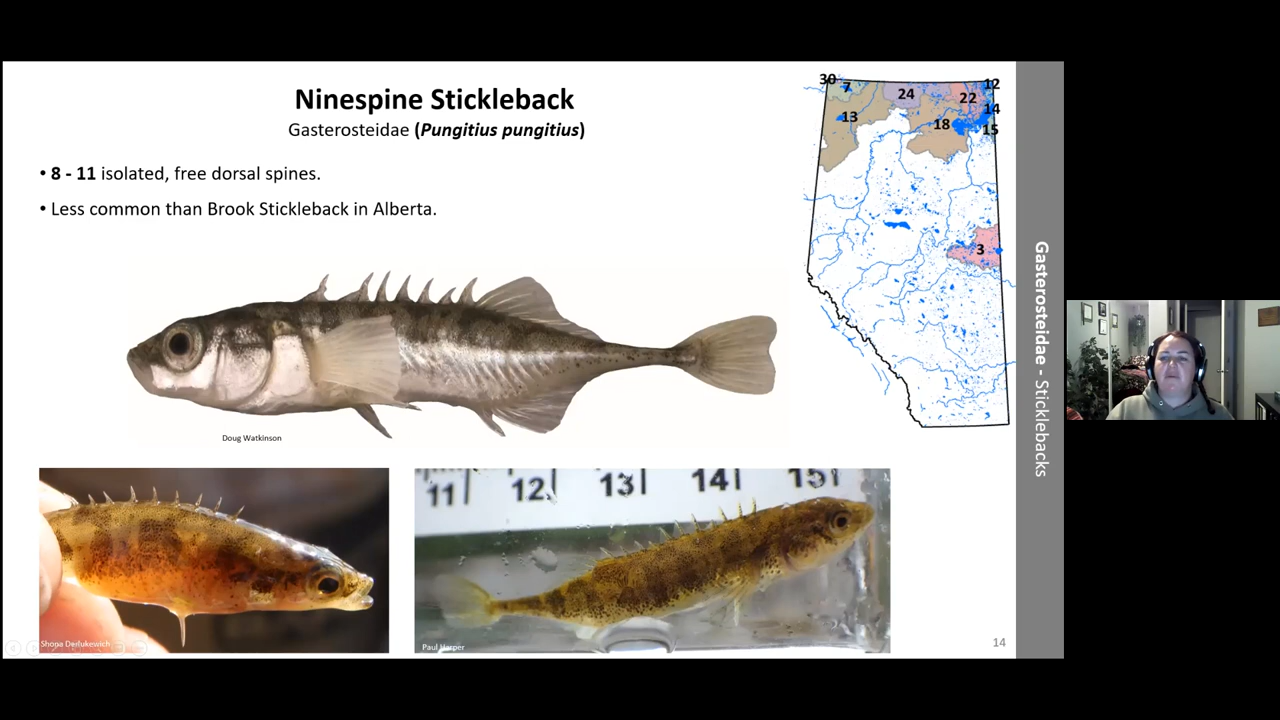 Ninespine Stickleback
Gasterosteidae (Pungitius pungitius)
• 8 - 11 isolated, free dorsal spines.
• Less common than Brook Stickleback in Alberta.
30
7
13
24
22
12
14
18
15
3
Gasterosteidae - Sticklebacks
Doug Watkinson
11 12 13 14 15
Shona Derlukewich
Paul Harper
14